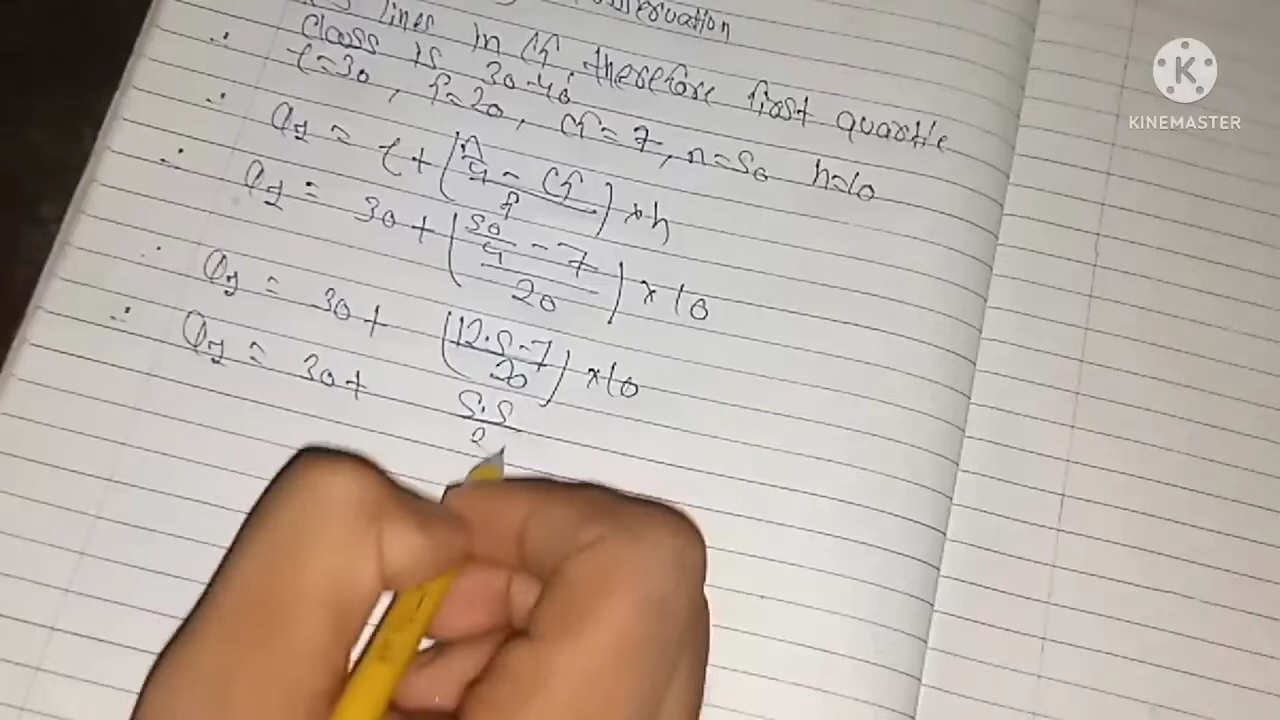 observation
lines in Cf, therefore first quartile
class is 30-40
∴ l=30, f=20, Cf=7, n=50 h=10
∴ Q1 = l+(n/4 - Cf / f)×h
∴ Q1 = 30+(50/4 - 7 / 20)×10
∴ Q1 = 30+ (12.5-7 / 20)×10
∴ Q1 = 30+ 5.5 / 2
KINEMASTER